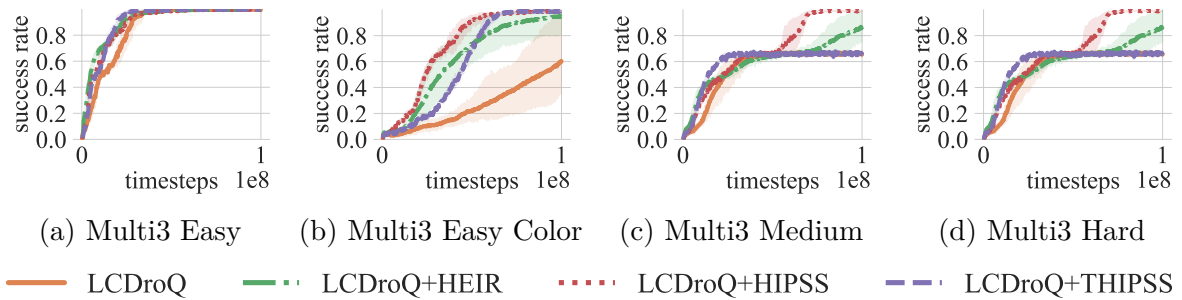 success rate
0.8
0.6
0.4
0.2
0.0
0
1
timesteps
1e8
(a) Multi3 Easy
success rate
0.8
0.6
0.4
0.2
0.0
0
1
timesteps
1e8
(b) Multi3 Easy Color
success rate
0.8
0.6
0.4
0.2
0.0
0
1
timesteps
1e8
(c) Multi3 Medium
success rate
0.8
0.6
0.4
0.2
0.0
0
1
timesteps
1e8
(d) Multi3 Hard
LCDroQ
LCDroQ+HEIR
LCDroQ+HIPSS
LCDroQ+THIPSS